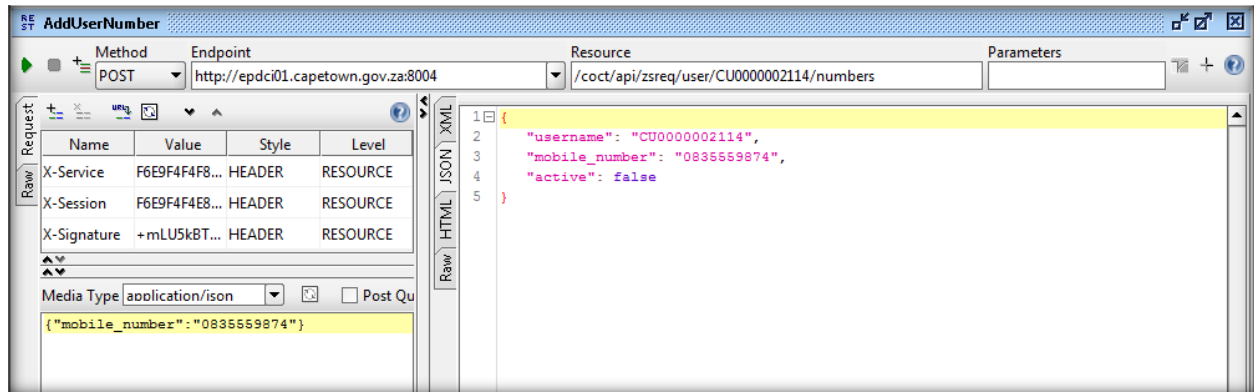 RE ST AddUserNumber
Method Endpoint Resource Parameters
POST http://epdci01.capetown.gov.za:8004 /coct/api/zsreq/user/CU0000002114/numbers
Request
Raw
Name Value Style Level
X-Service F6E9F4F4F8... HEADER RESOURCE
X-Session F6E9F4F4E8... HEADER RESOURCE
X-Signature +mLU5kBT... HEADER RESOURCE
Media Type application/json Post Qu
{"mobile_number":"0835559874"}
XML
JSON
HTML
Raw
1 {
2 "username": "CU0000002114",
3 "mobile_number": "0835559874",
4 "active": false
5 }